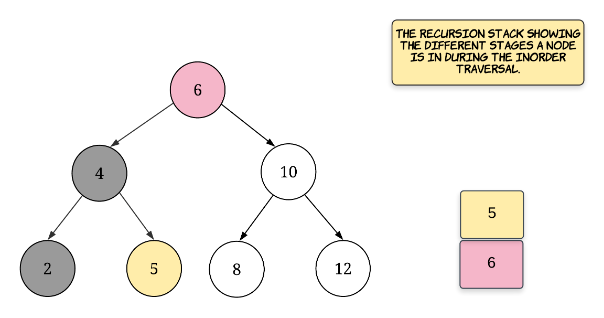 THE RECURSION STACK SHOWING
THE DIFFERENT STAGES A NODE
IS IN DURING THE INORDER
TRAVERSAL.
6
4
10
2
5
8
12
5
6